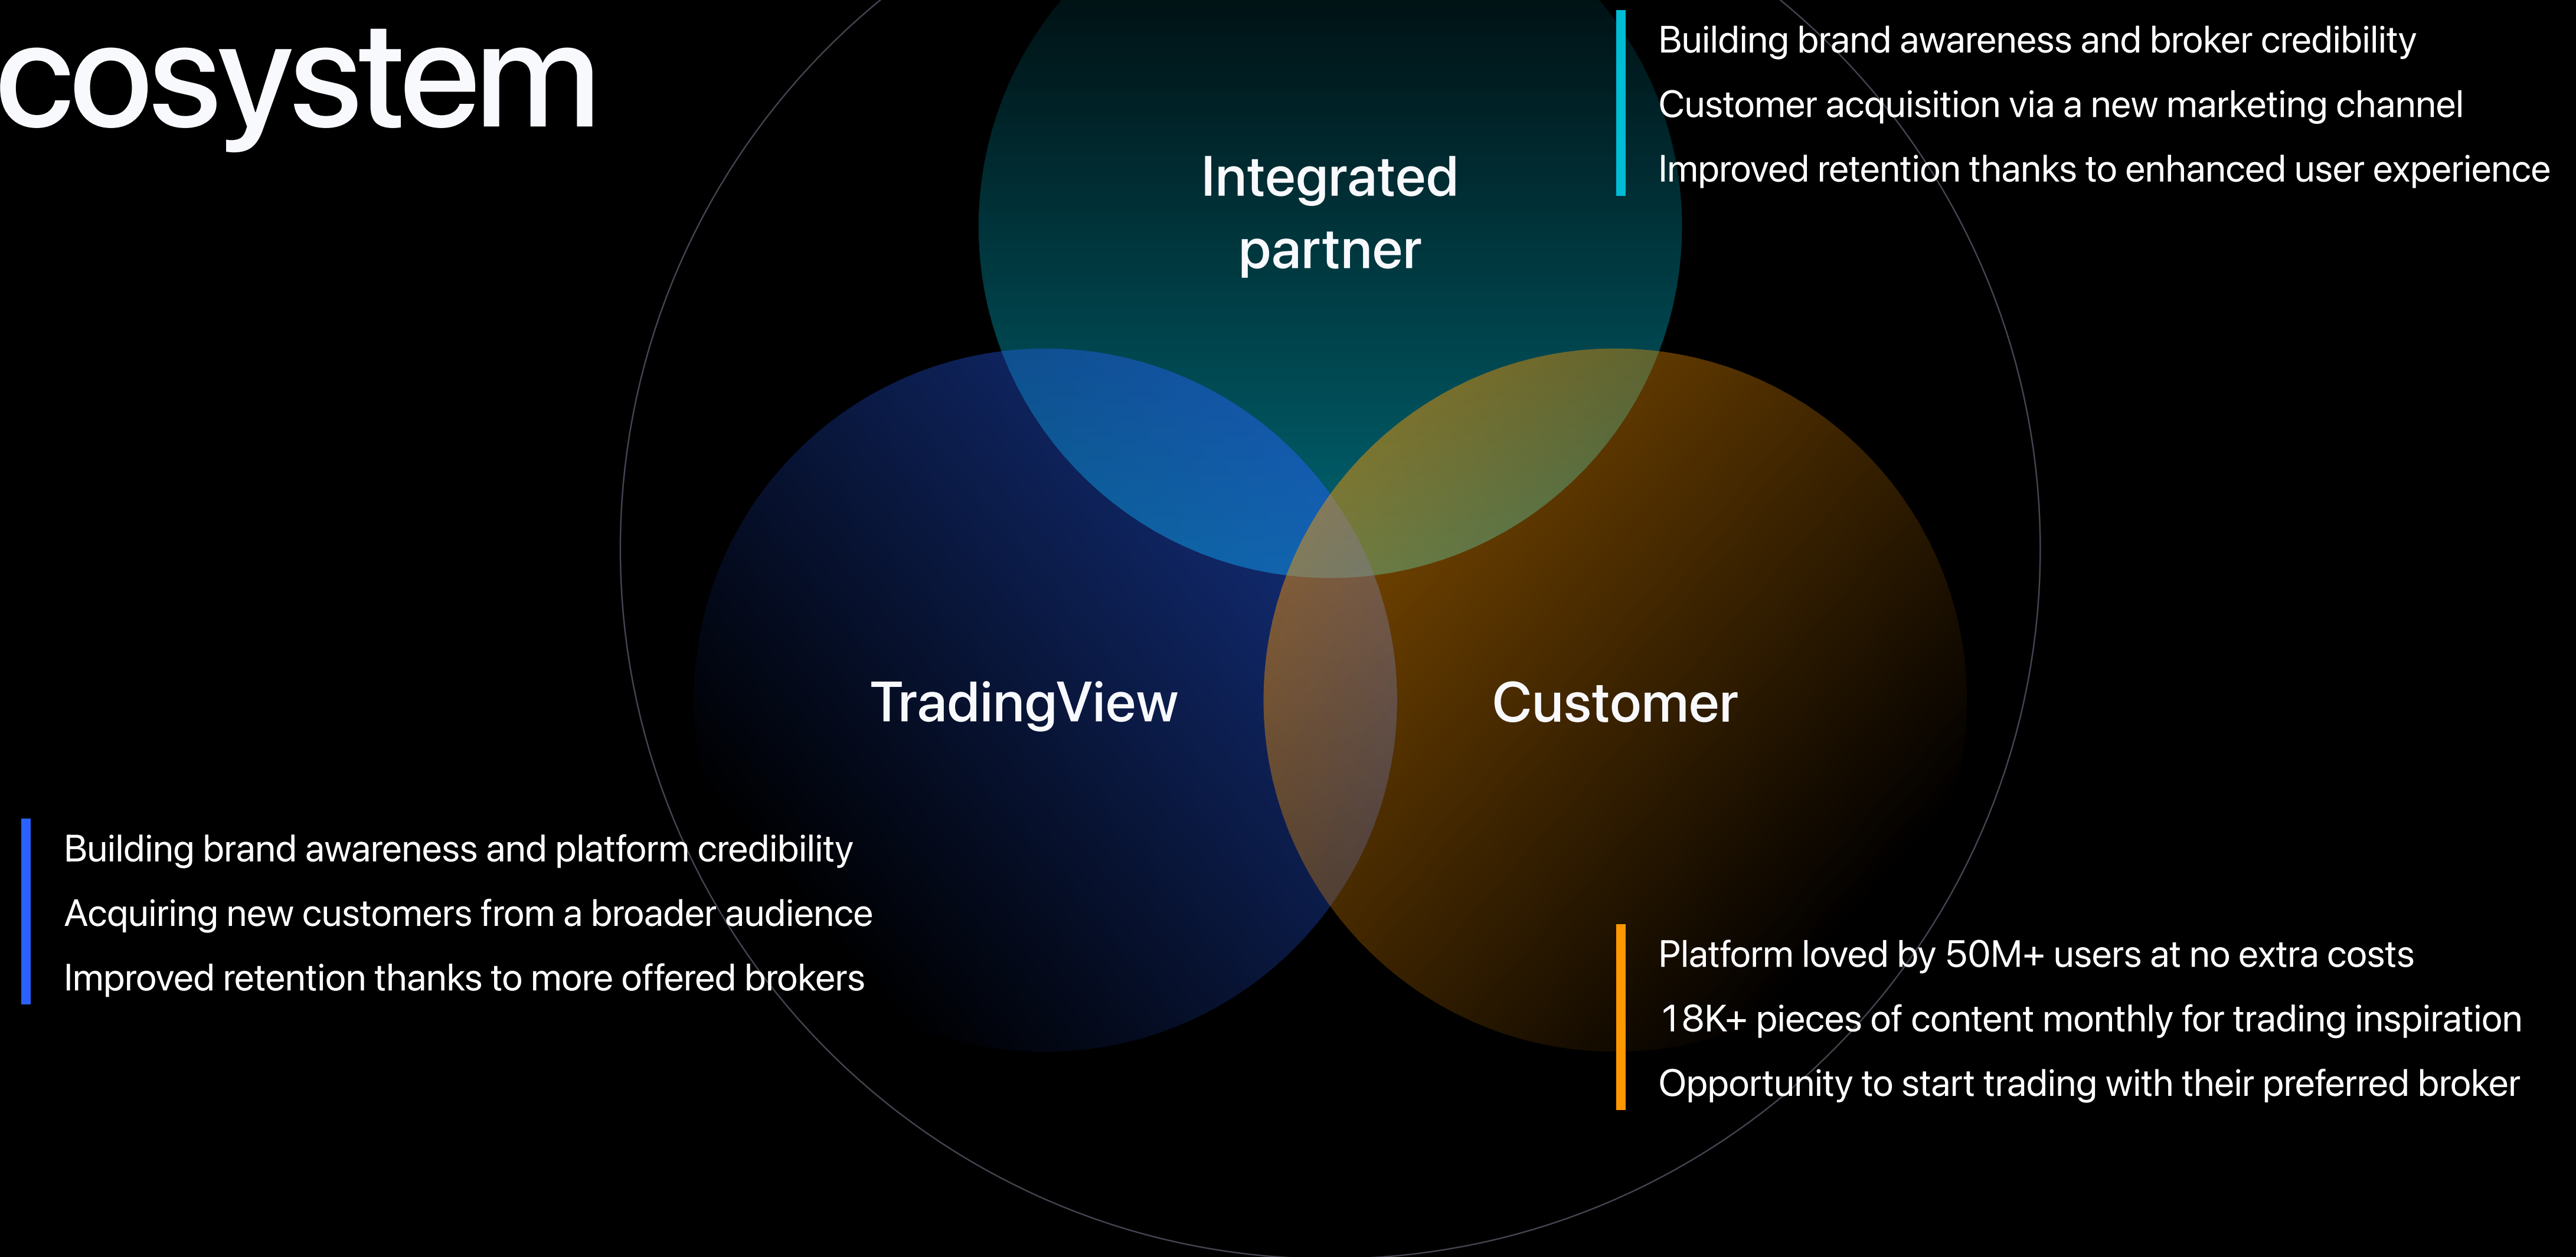 cosystem
Building brand awareness and broker credibility
Customer acquisition via a new marketing channel
Improved retention thanks to enhanced user experience
Integrated
partner
TradingView
Customer
Building brand awareness and platform credibility
Acquiring new customers from a broader audience
Improved retention thanks to more offered brokers
Platform loved by 50M+ users at no extra costs
18K+ pieces of content monthly for trading inspiration
Opportunity to start trading with their preferred broker